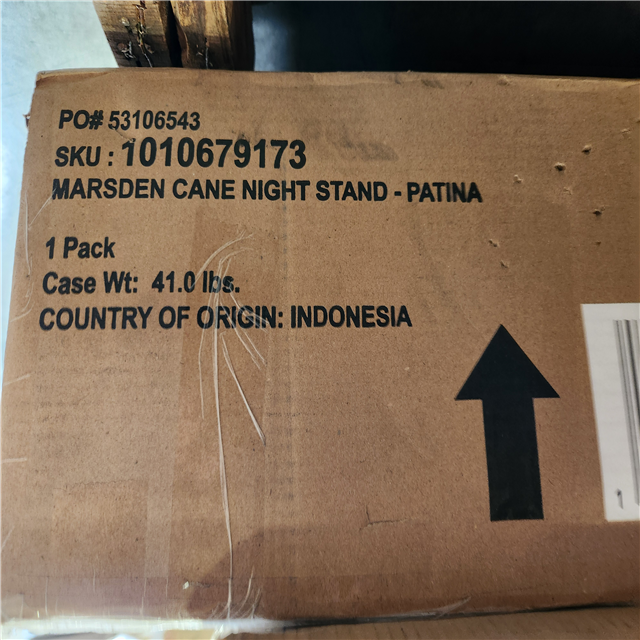 PO# 53106543
SKU : 1010679173
MARSDEN CANE NIGHT STAND - PATINA
1 Pack
Case Wt: 41.0 lbs.
COUNTRY OF ORIGIN: INDONESIA